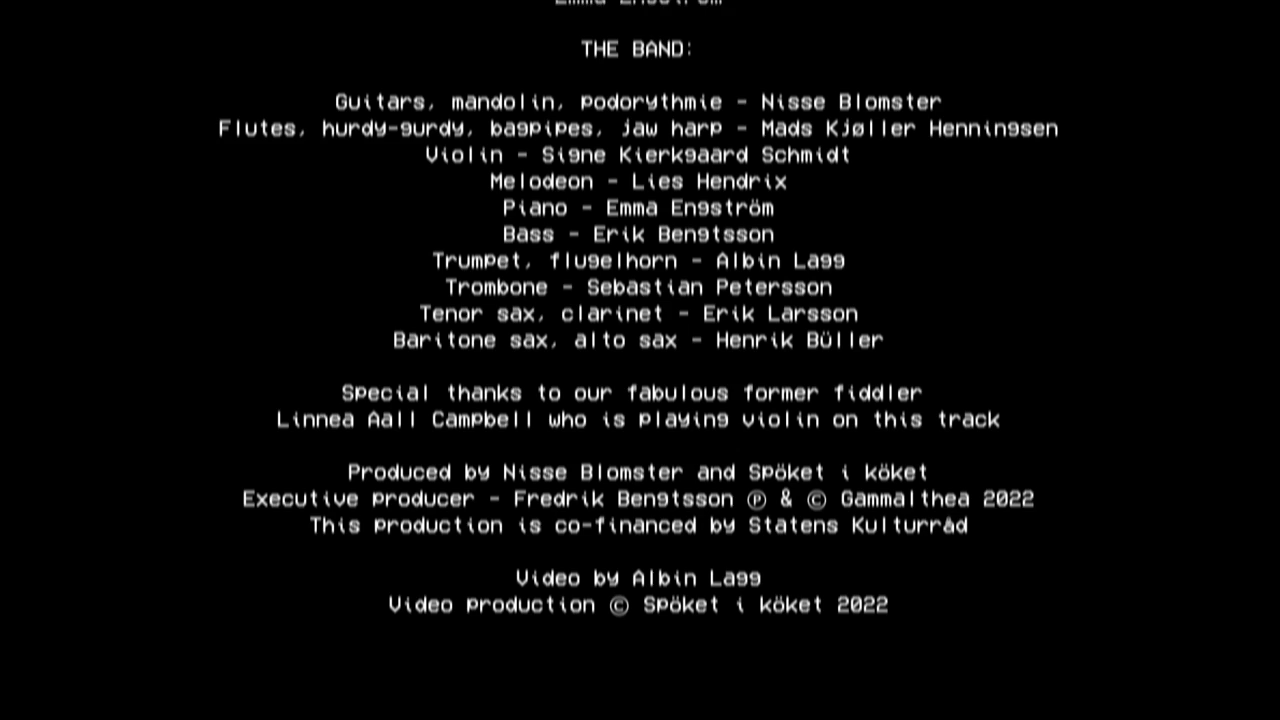 Emma Engström
THE BAND:
Guitars, mandolin, podorythmie - Nisse Blomster
Flutes, hurdy-gurdy, bagpipes, jaw harp - Mads Kjøller Henningsen
Violin - Signe Kierkgaard Schmidt
Melodeon - Lies Hendrix
Piano - Emma Engström
Bass - Erik Bengtsson
Trumpet, flugelhorn - Albin Lagg
Trombone - Sebastian Petersson
Tenor sax, clarinet - Erik Larsson
Baritone sax, alto sax - Henrik Büller
Special thanks to our fabulous former fiddler
Linnea Aall Campbell who is playing violin on this track
Produced by Nisse Blomster and Spöket i köket
Executive producer - Fredrik Bengtsson ℗ & © Gammalthea 2022
This production is co-financed by Statens Kulturråd
Video by Albin Lagg
Video production © Spöket i köket 2022